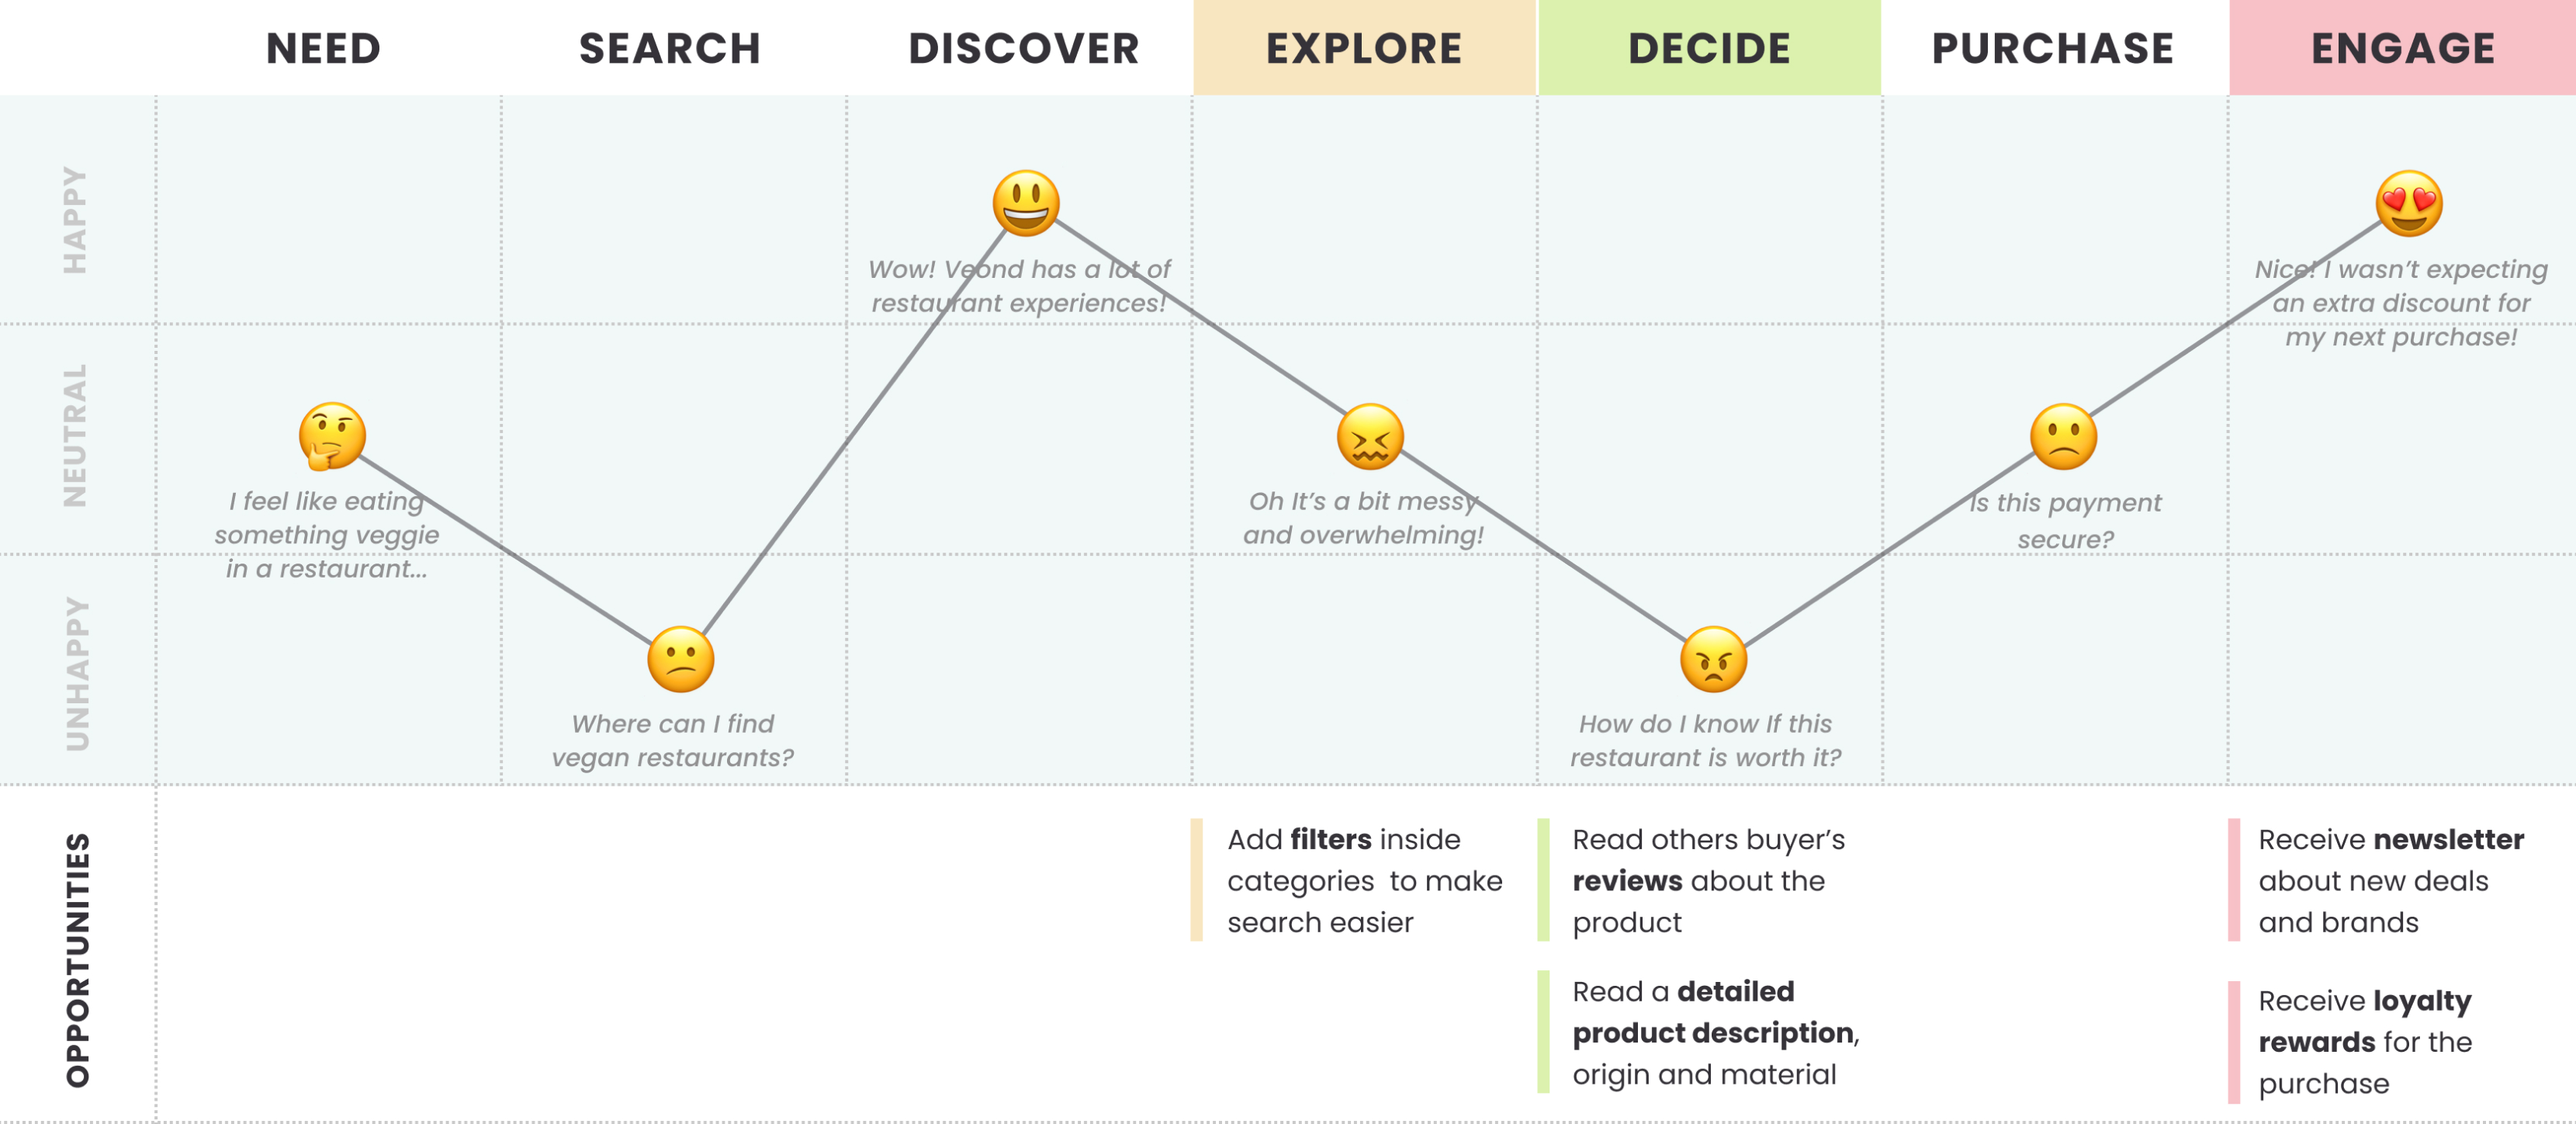 NEED
SEARCH
DISCOVER
EXPLORE
DECIDE
PURCHASE
ENGAGE
HAPPY
Wow! Veond has a lot of
restaurant experiences!
Nice! I wasn’t expecting
an extra discount for
my next purchase!
NEUTRAL
I feel like eating
something veggie
in a restaurant...
Oh It’s a bit messy
and overwhelming!
Is this payment
secure?
UNHAPPY
Where can I find
vegan restaurants?
How do I know If this
restaurant is worth it?
OPPORTUNITIES
Add filters inside
categories to make
search easier
Read others buyer’s
reviews about the
product
Read a detailed
product description,
origin and material
Receive newsletter
about new deals
and brands
Receive loyalty
rewards for the
purchase